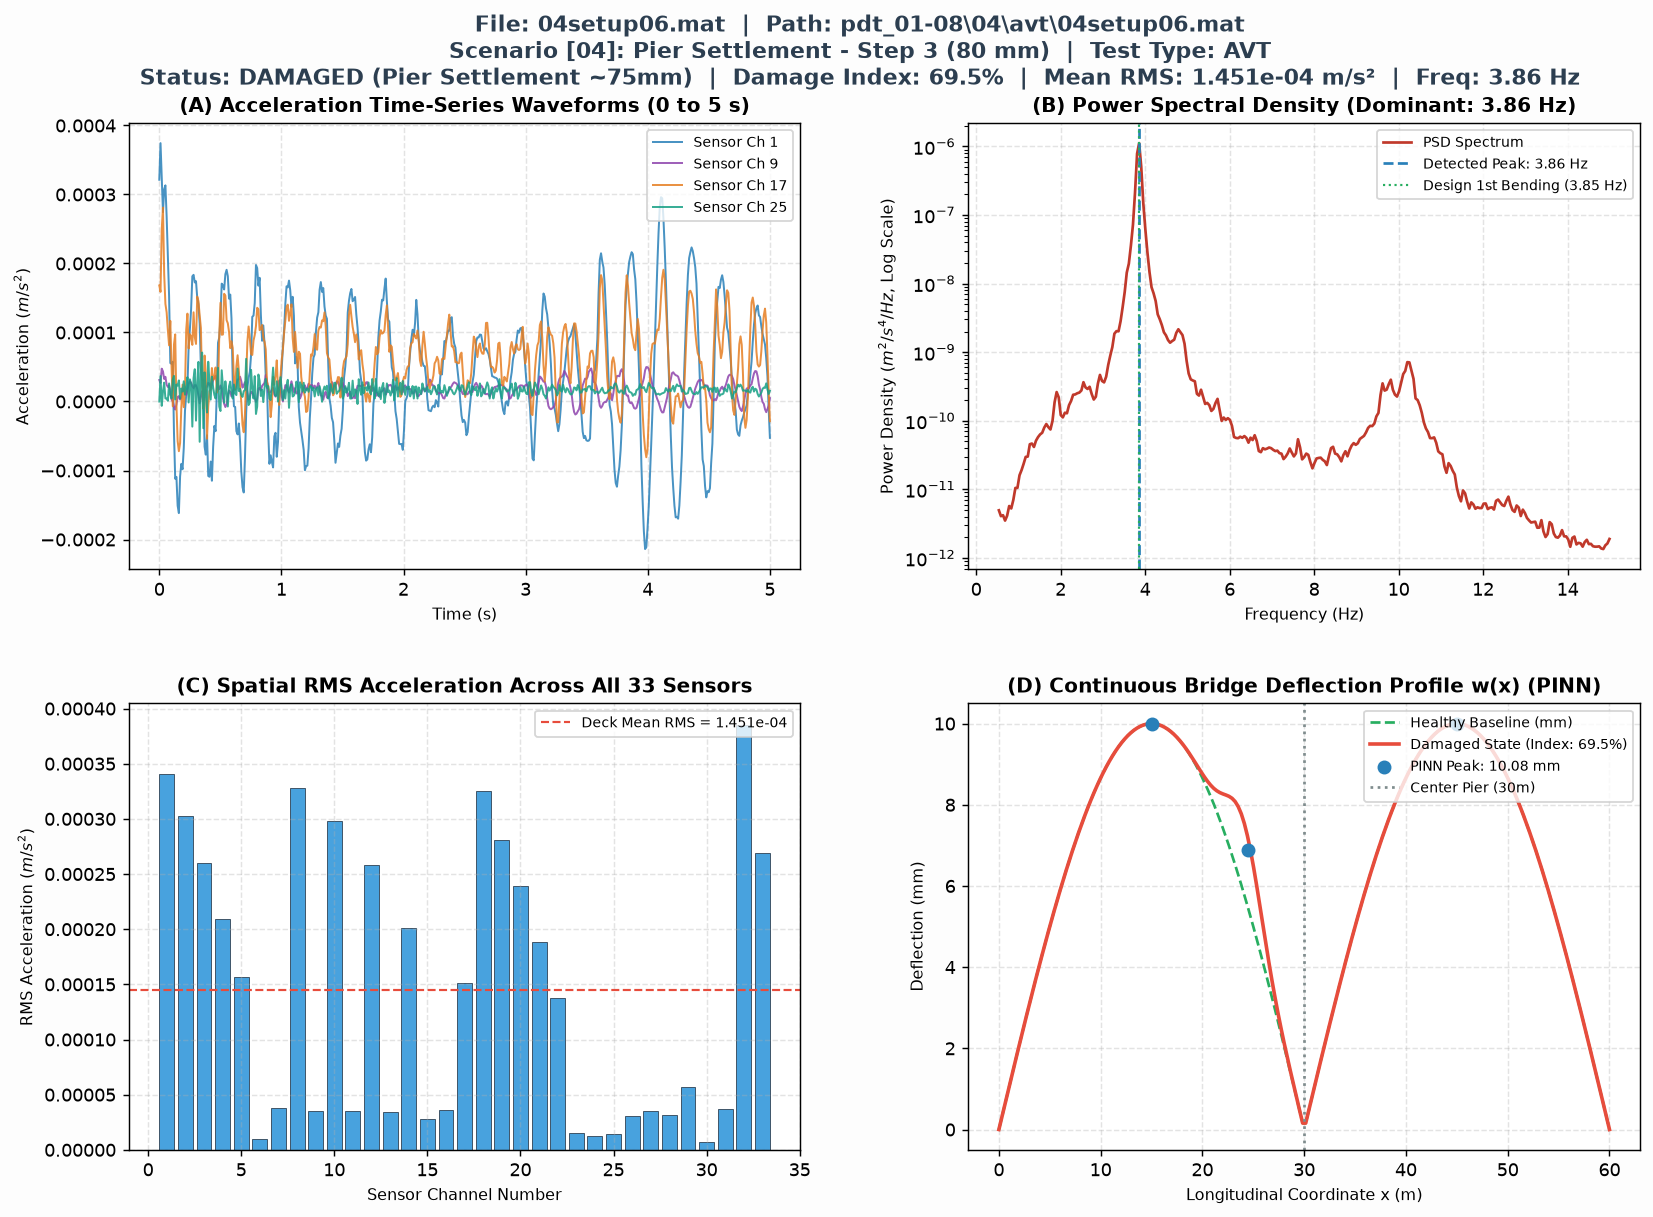 File: 04setup06.mat | Path: pdt_01-08\04\avt\04setup06.mat
Scenario [04]: Pier Settlement - Step 3 (80 mm) | Test Type: AVT
Status: DAMAGED (Pier Settlement ~75mm) | Damage Index: 69.5% | Mean RMS: 1.451e-04 m/s² | Freq: 3.86 Hz
(A) Acceleration Time-Series Waveforms (0 to 5 s)
Acceleration (m/s²)
0.0004
0.0003
0.0002
0.0001
0.0000
−0.0001
−0.0002
Sensor Ch 1
Sensor Ch 9
Sensor Ch 17
Sensor Ch 25
0 1 2 3 4 5
Time (s)
(B) Power Spectral Density (Dominant: 3.86 Hz)
Power Density (m²/s⁴/Hz, Log Scale)
10⁻⁶
10⁻⁷
10⁻⁸
10⁻⁹
10⁻¹⁰
10⁻¹¹
10⁻¹²
PSD Spectrum
Detected Peak: 3.86 Hz
Design 1st Bending (3.85 Hz)
0 2 4 6 8 10 12 14
Frequency (Hz)
(C) Spatial RMS Acceleration Across All 33 Sensors
RMS Acceleration (m/s²)
0.00040
0.00035
0.00030
0.00025
0.00020
0.00015
0.00010
0.00005
0.00000
Deck Mean RMS = 1.451e-04
0 5 10 15 20 25 30 35
Sensor Channel Number
(D) Continuous Bridge Deflection Profile w(x) (PINN)
Deflection (mm)
10
8
6
4
2
0
Healthy Baseline (mm)
Damaged State (Index: 69.5%)
PINN Peak: 10.08 mm
Center Pier (30m)
0 10 20 30 40 50 60
Longitudinal Coordinate x (m)